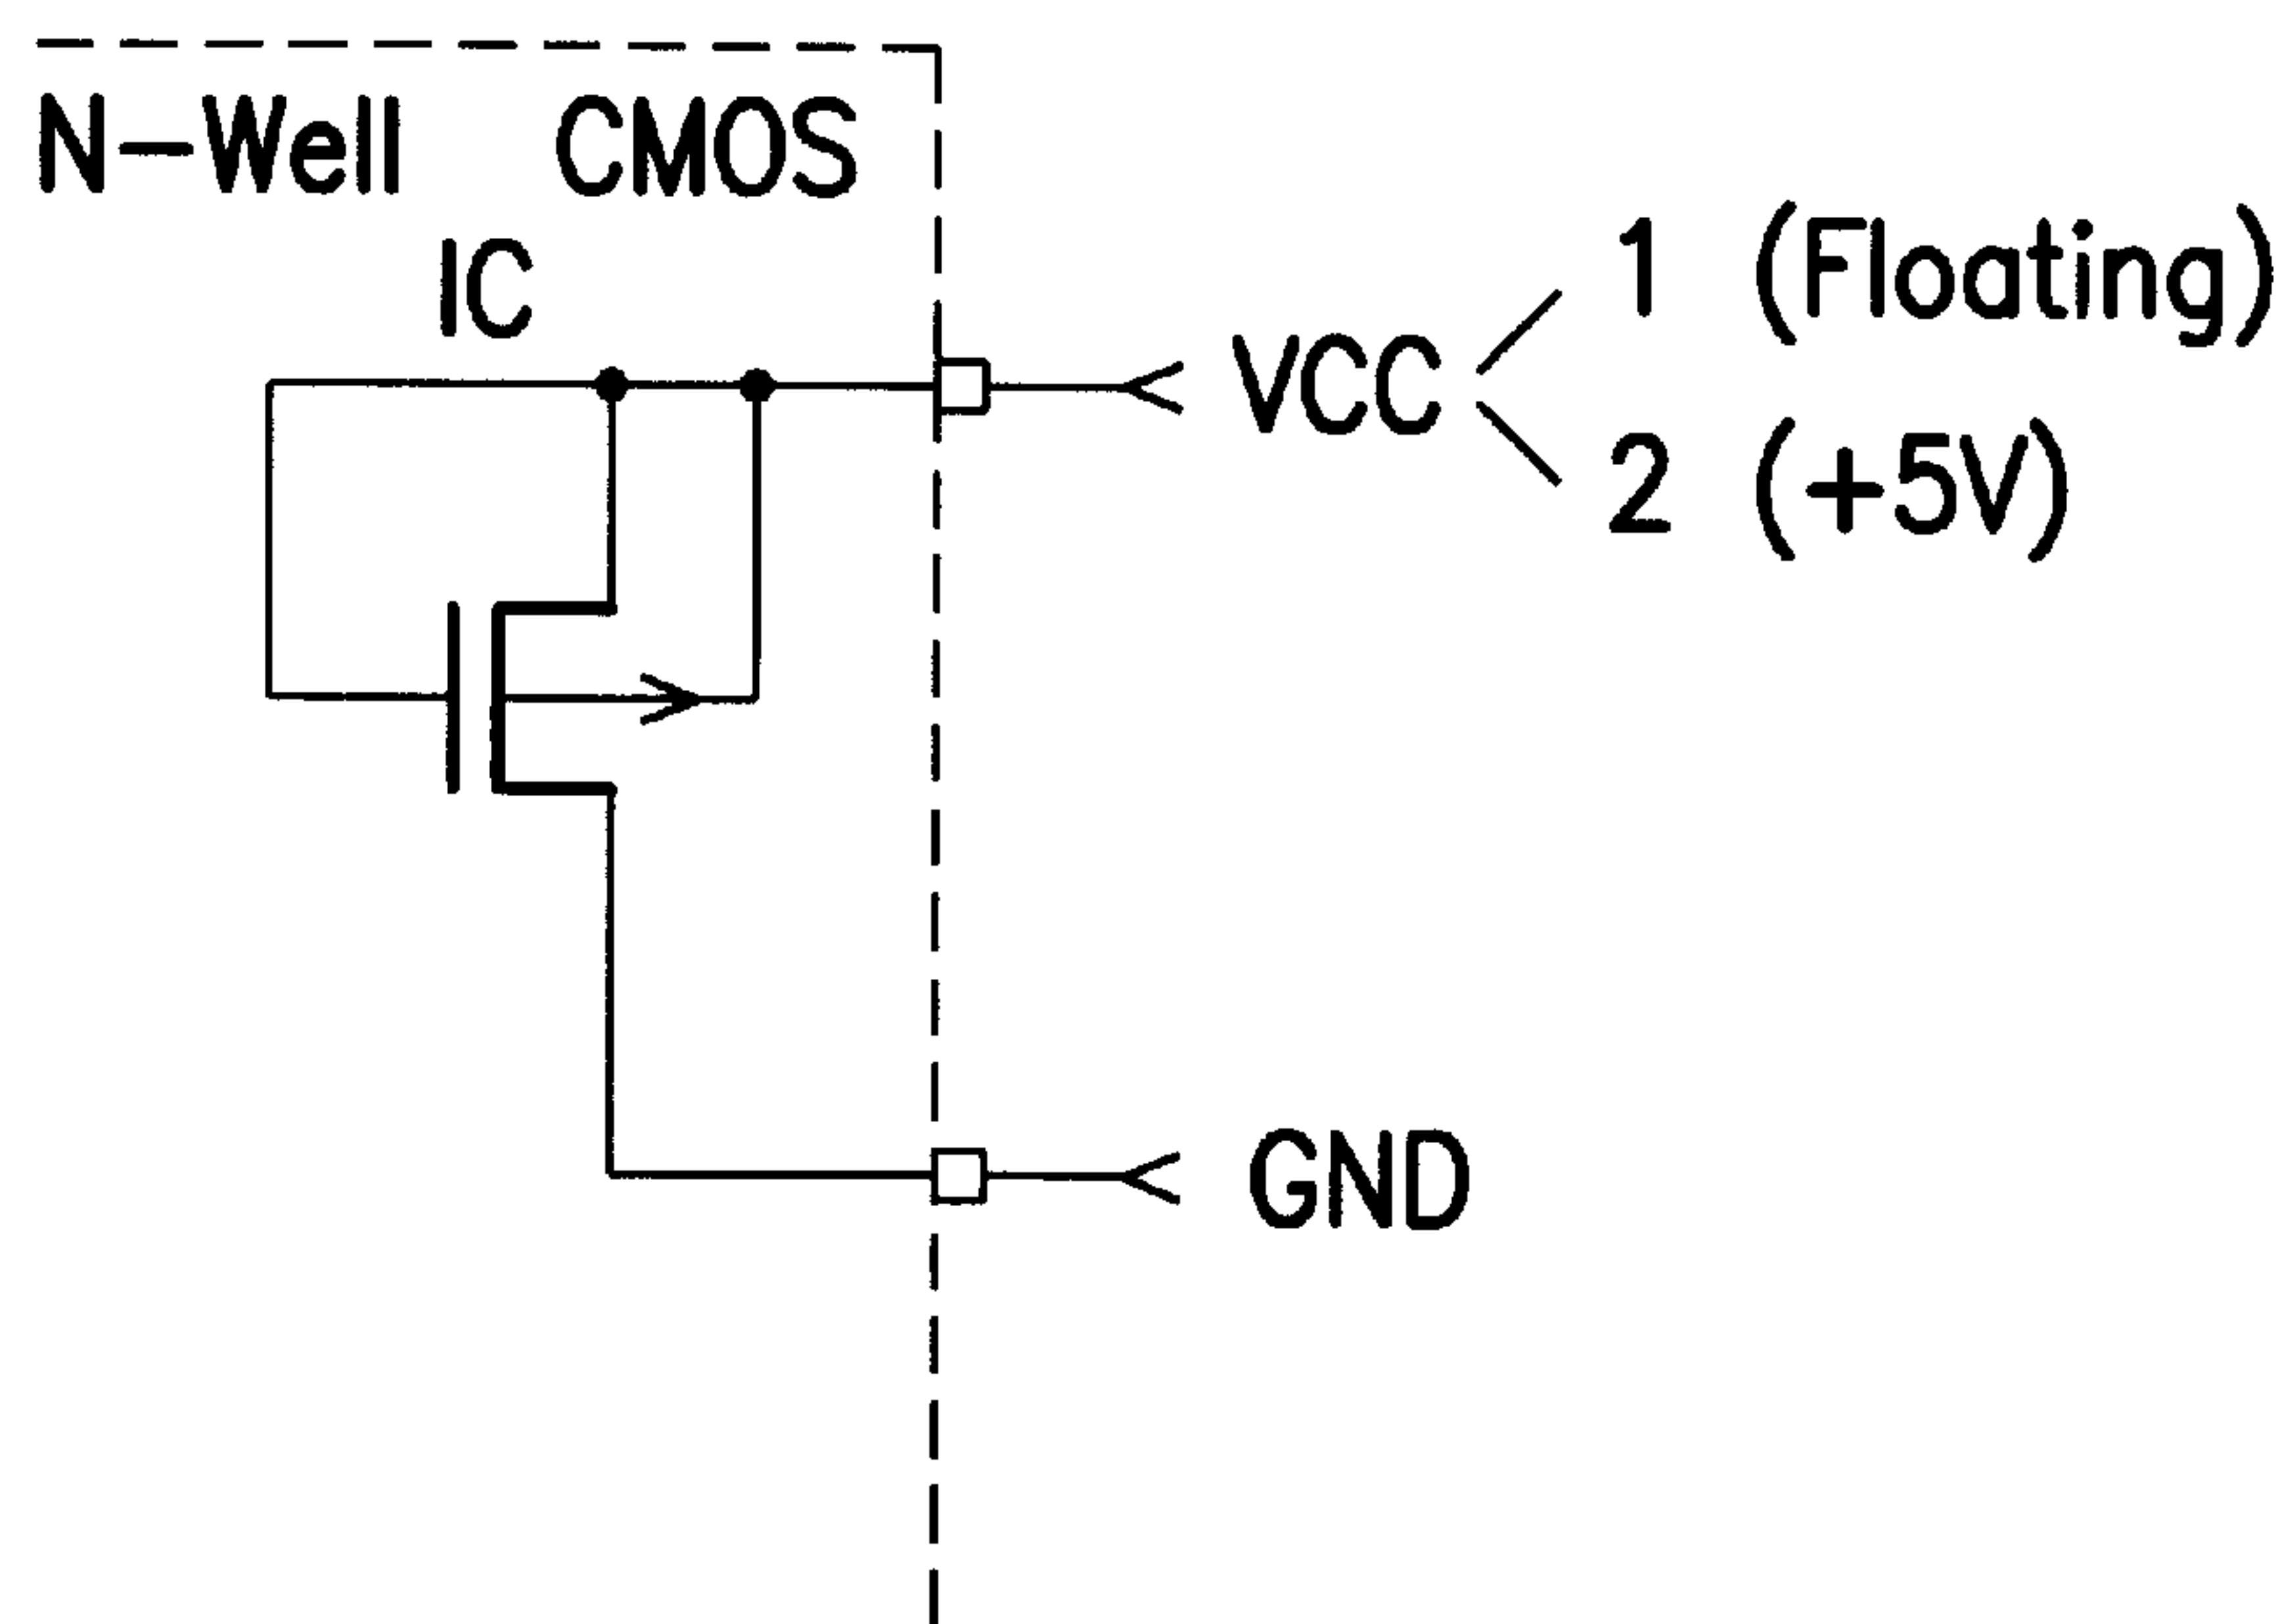 N-Well CMOS
IC
VCC
1 (Floating)
2 (+5V)
GND